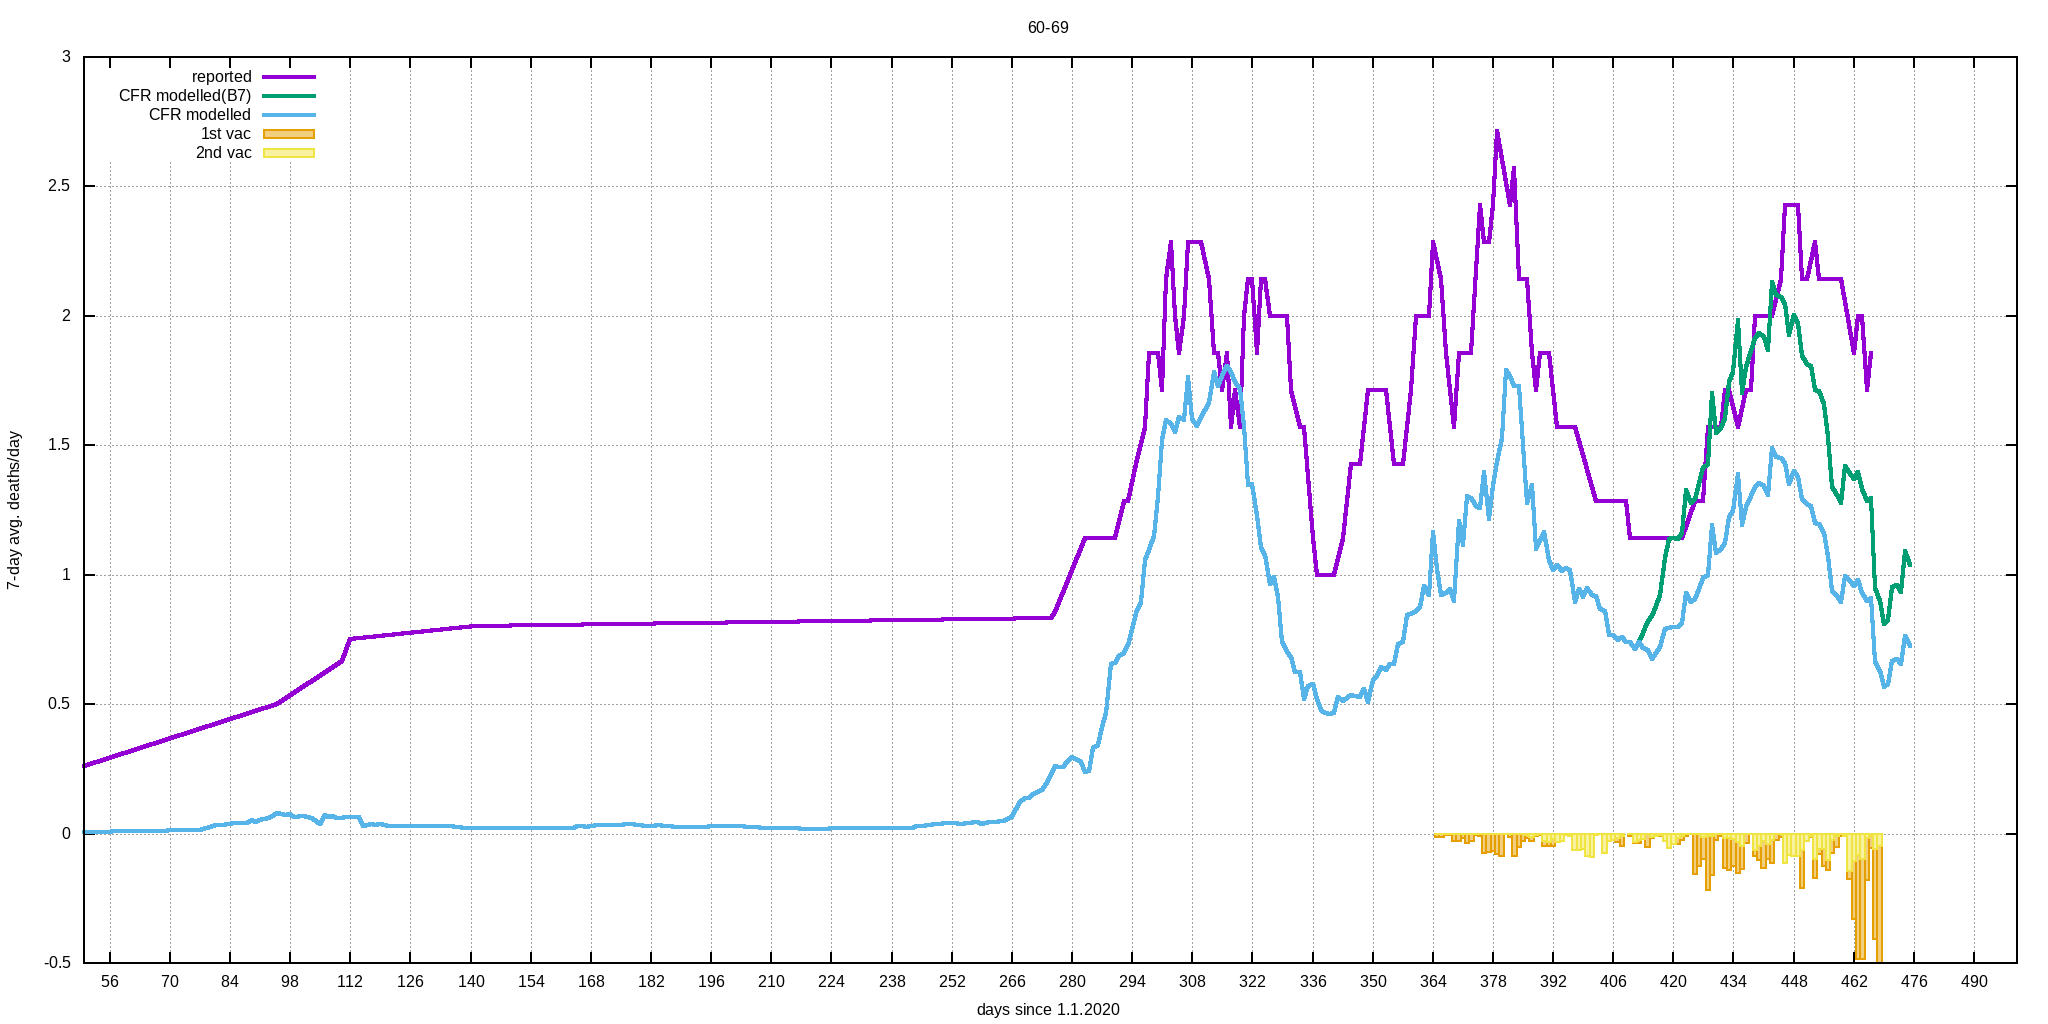 60-69
reported
CFR modelled(B7)
CFR modelled
1st vac
2nd vac
7-day avg. deaths/day
3
2.5
2
1.5
1
0.5
0
-0.5
56 70 84 98 112 126 140 154 168 182 196 210 224 238 252 266 280 294 308 322 336 350 364 378 392 406 420 434 448 462 476 490
days since 1.1.2020